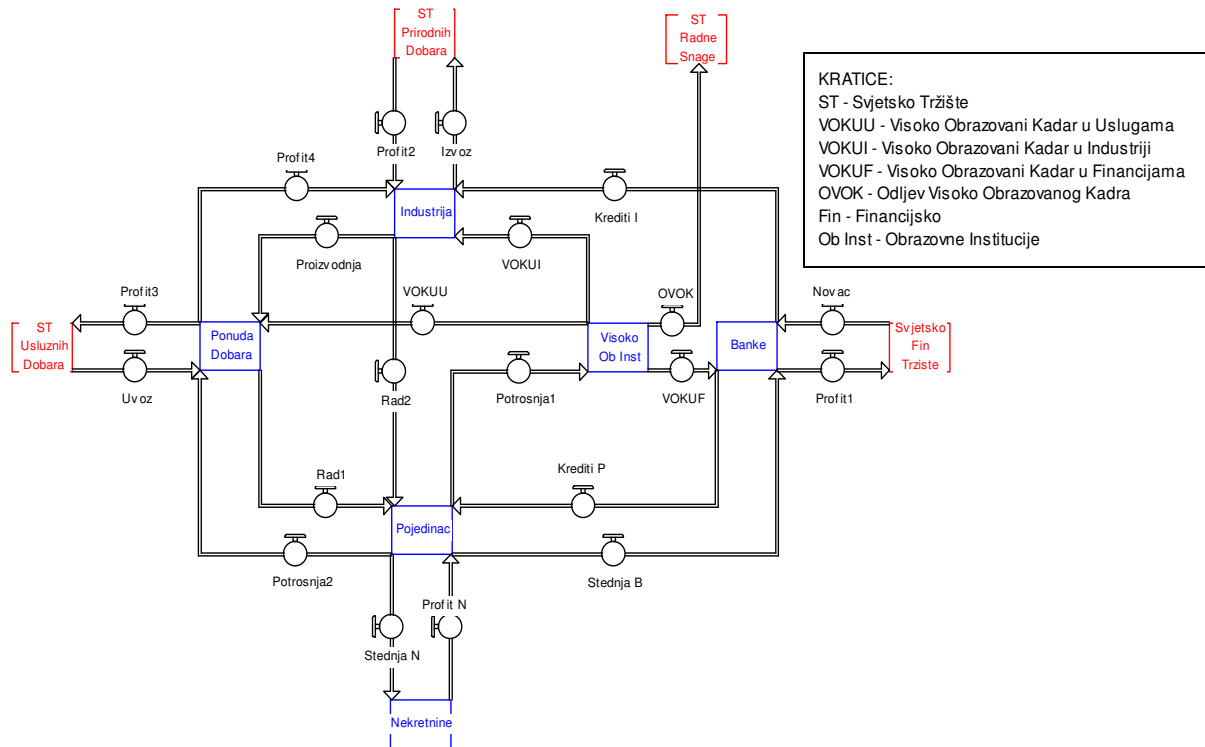 ST
Prirodnih
Dobara
ST
Radne
Snage
KRATICE:
ST - Svjetsko Tržište
VOKUU - Visoko Obrazovani Kadar u Uslugama
VOKUI - Visoko Obrazovani Kadar u Industriji
VOKUF - Visoko Obrazovani Kadar u Financijama
OVOK - Odljev Visoko Obrazovanog Kadra
Fin - Financijsko
Ob Inst - Obrazovne Institucije
Profit4
Profit2
Izvoz
Industrija
Krediti I
Proizvodnja
VOKUI
Profit3
VOKUU
OVOK
Novac
ST
Usluznih
Dobara
Ponuda
Dobara
Visoko
Ob Inst
Banke
Svjetsko
Fin
Trziste
Uvoz
Rad2
Potrosnja1
VOKUF
Profit1
Rad1
Krediti P
Pojedinac
Potrosnja2
Stednja B
Profit N
Stednja N
Nekretnine